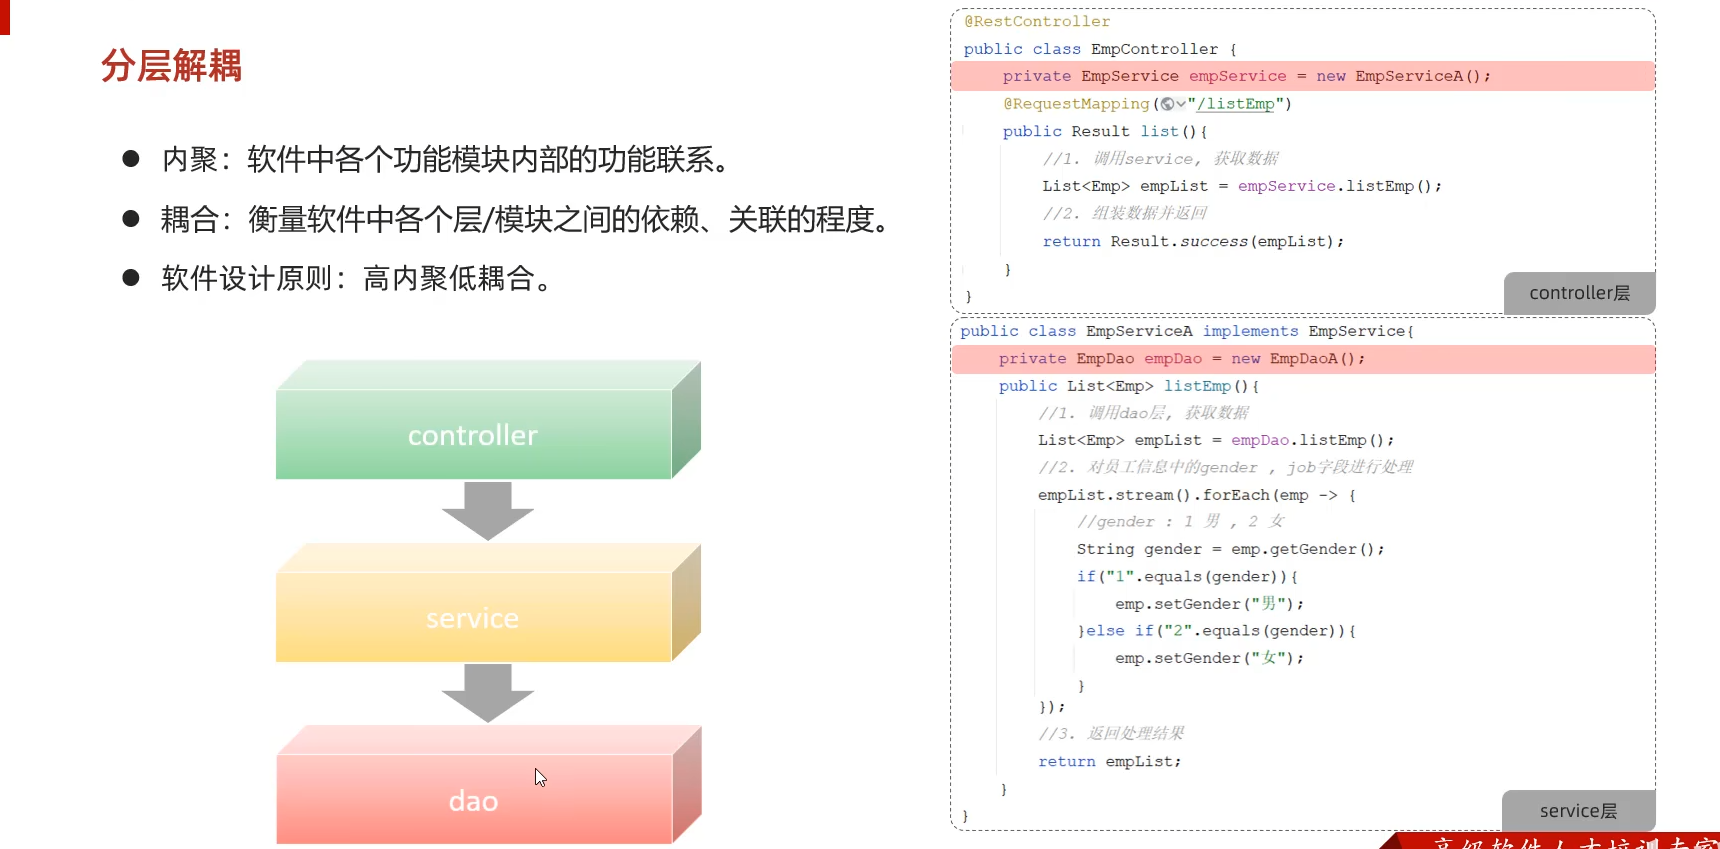 分层解耦
● 内聚：软件中各个功能模块内部的功能联系。
● 耦合：衡量软件中各个层/模块之间的依赖、关联的程度。
● 软件设计原则：高内聚低耦合。
controller
service
dao
@RestController
public class EmpController {
private EmpService empService = new EmpServiceA();
@RequestMapping("/listEmp")
public Result list(){
//1. 调用service, 获取数据
List<Emp> empList = empService.listEmp();
//2. 组装数据并返回
return Result.success(empList);
}
}
controller层
public class EmpServiceA implements EmpService{
private EmpDao empDao = new EmpDaoA();
public List<Emp> listEmp(){
//1. 调用dao层, 获取数据
List<Emp> empList = empDao.listEmp();
//2. 对员工信息中的gender , job字段进行处理
empList.stream().forEach(emp -> {
//gender : 1 男 , 2 女
String gender = emp.getGender();
if("1".equals(gender)){
emp.setGender("男");
}else if("2".equals(gender)){
emp.setGender("女");
}
});
//3. 返回处理结果
return empList;
}
}
service层
高级软件人才培训专家